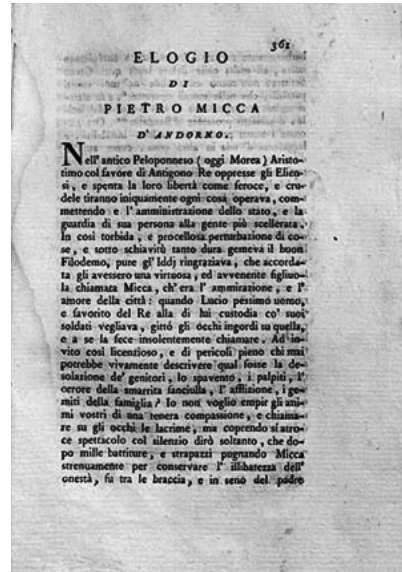 361
ELOGIO
DI
PIETRO MICCA
D'ANDORNO.
Nell' antico Peloponneso ( oggi Morea ) Aristo-
timo col favore di Antigono Re oppresse gli Elien-
si, e spenta la loro libertà come feroce, e cru-
dele tiranno iniquamente ogni cosa operava, com-
mettendo e l' amministrazione dello stato, e la
guardia di sua persona alla gente più scellerata.
In così torbida, e procellosa perturbazione di co-
se, e sotto schiavitù tanto dura gemeva il buon
Filodemo, pure gl' Iddj ringraziava, che accorda-
ta gli avessero una virtuosa, ed avvenente figliuo-
la chiamata Micca, ch' era l' ammirazione, e l'
amore della città: quando Lucio pessimo uomo,
e favorito del Re alla di lui custodia co' suoi
soldati vegliava, gittò gli occhi ingordi su quella,
e a se la fece insolentemente chiamare. Ad in-
vito così licenzioso, e di pericoli pieno chi mai
potrebbe vivamente descrivere qual fosse la de-
solazione de' genitori, lo spavento, i palpiti, l'
orrore della smarrita fanciulla, l' afflizione, i ge-
miti della famiglia? Io non voglio empir gli ani-
mi vostri di una tenera compassione, e chiama-
re su gli occhi le lacrime, ma coprendo sì atro-
ce spettacolo col silenzio dirò soltanto, che do-
po mille battiture, e strapazzi pugnando Micca
strenuamente per conservare l' illibatezza dell'
onestà, fu tra le braccia, e in seno del padre